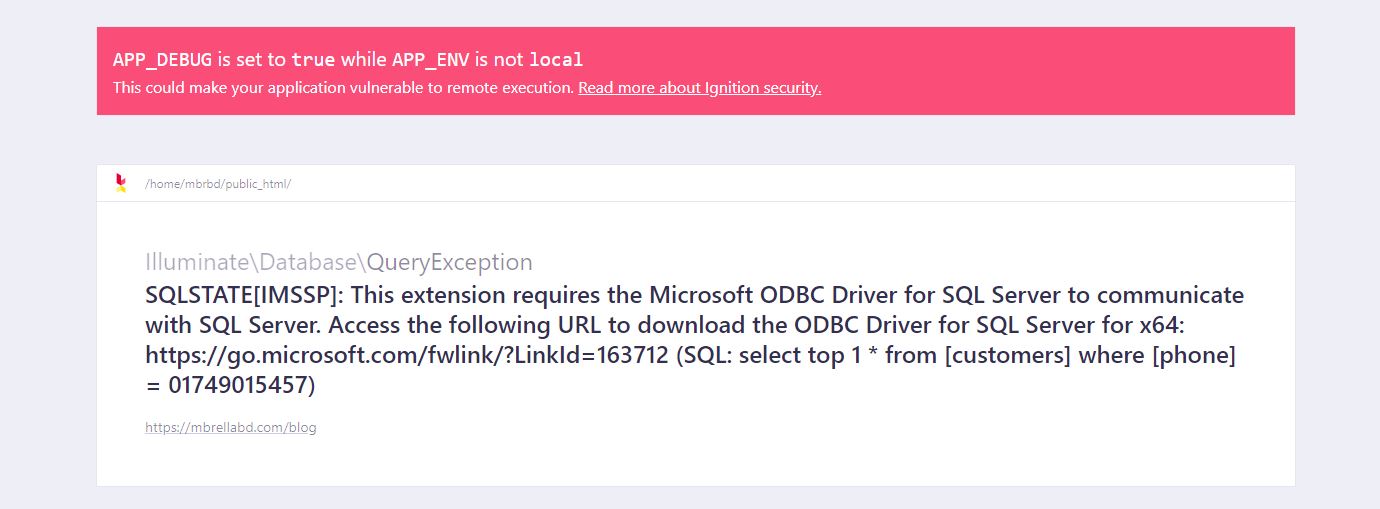 APP_DEBUG is set to true while APP_ENV is not local
This could make your application vulnerable to remote execution. Read more about Ignition security.
/home/mbrbd/public_html/
Illuminate\Database\QueryException
SQLSTATE[IMSSP]: This extension requires the Microsoft ODBC Driver for SQL Server to communicate
with SQL Server. Access the following URL to download the ODBC Driver for SQL Server for x64:
https://go.microsoft.com/fwlink/?LinkId=163712 (SQL: select top 1 * from [customers] where [phone]
= 01749015457)
https://mbrellabd.com/blog